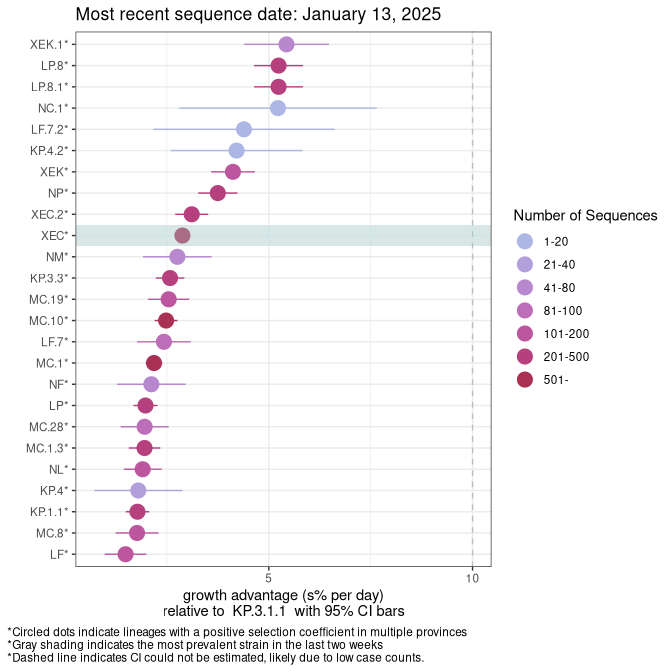 Most recent sequence date: January 13, 2025
XEK.1*
LP.8*
LP.8.1*
NC.1*
LF.7.2*
KP.4.2*
XEK*
NP*
XEC.2*
XEC*
NM*
KP.3.3*
MC.19*
MC.10*
LF.7*
MC.1*
NF*
LP*
MC.28*
MC.1.3*
NL*
KP.4*
KP.1.1*
MC.8*
LF*
5
10
growth advantage (s% per day)
relative to KP.3.1.1 with 95% CI bars
Number of Sequences
1-20
21-40
41-80
81-100
101-200
201-500
501-
*Circled dots indicate lineages with a positive selection coefficient in multiple provinces
*Gray shading indicates the most prevalent strain in the last two weeks
*Dashed line indicates CI could not be estimated, likely due to low case counts.